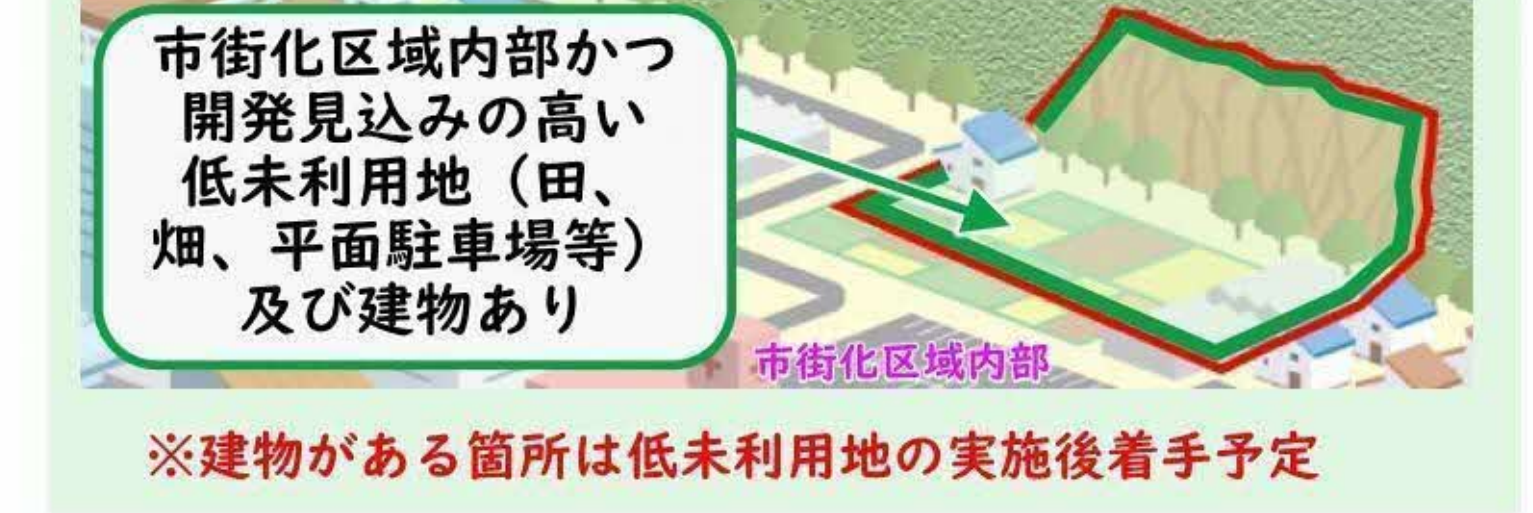 市街化区域内部かつ
開発見込みの高い
低未利用地（田、
畑、平面駐車場等）
及び建物あり
市街化区域内部
※建物がある箇所は低未利用地の実施後着手予定